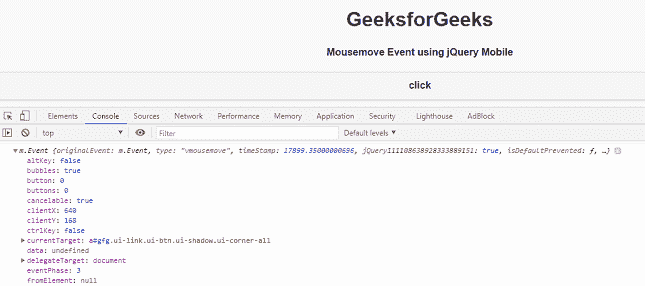 GeeksforGeeks
Mousemove Event using jQuery Mobile
click
Elements Console Sources Network Performance Memory Application Security Lighthouse AdBlock
top Filter Default levels
m.Event {originalEvent: m.Event, type: "vmousemove", timeStamp: 17899.35000000696, jQuery111108638928333889151: true, isDefaultPrevented: ƒ, …}
altKey: false
bubbles: true
button: 0
buttons: 0
cancelable: true
clientX: 640
clientY: 168
ctrlKey: false
currentTarget: a#gfg.ui-link.ui-btn.ui-shadow.ui-corner-all
data: undefined
delegateTarget: document
eventPhase: 3
fromElement: null